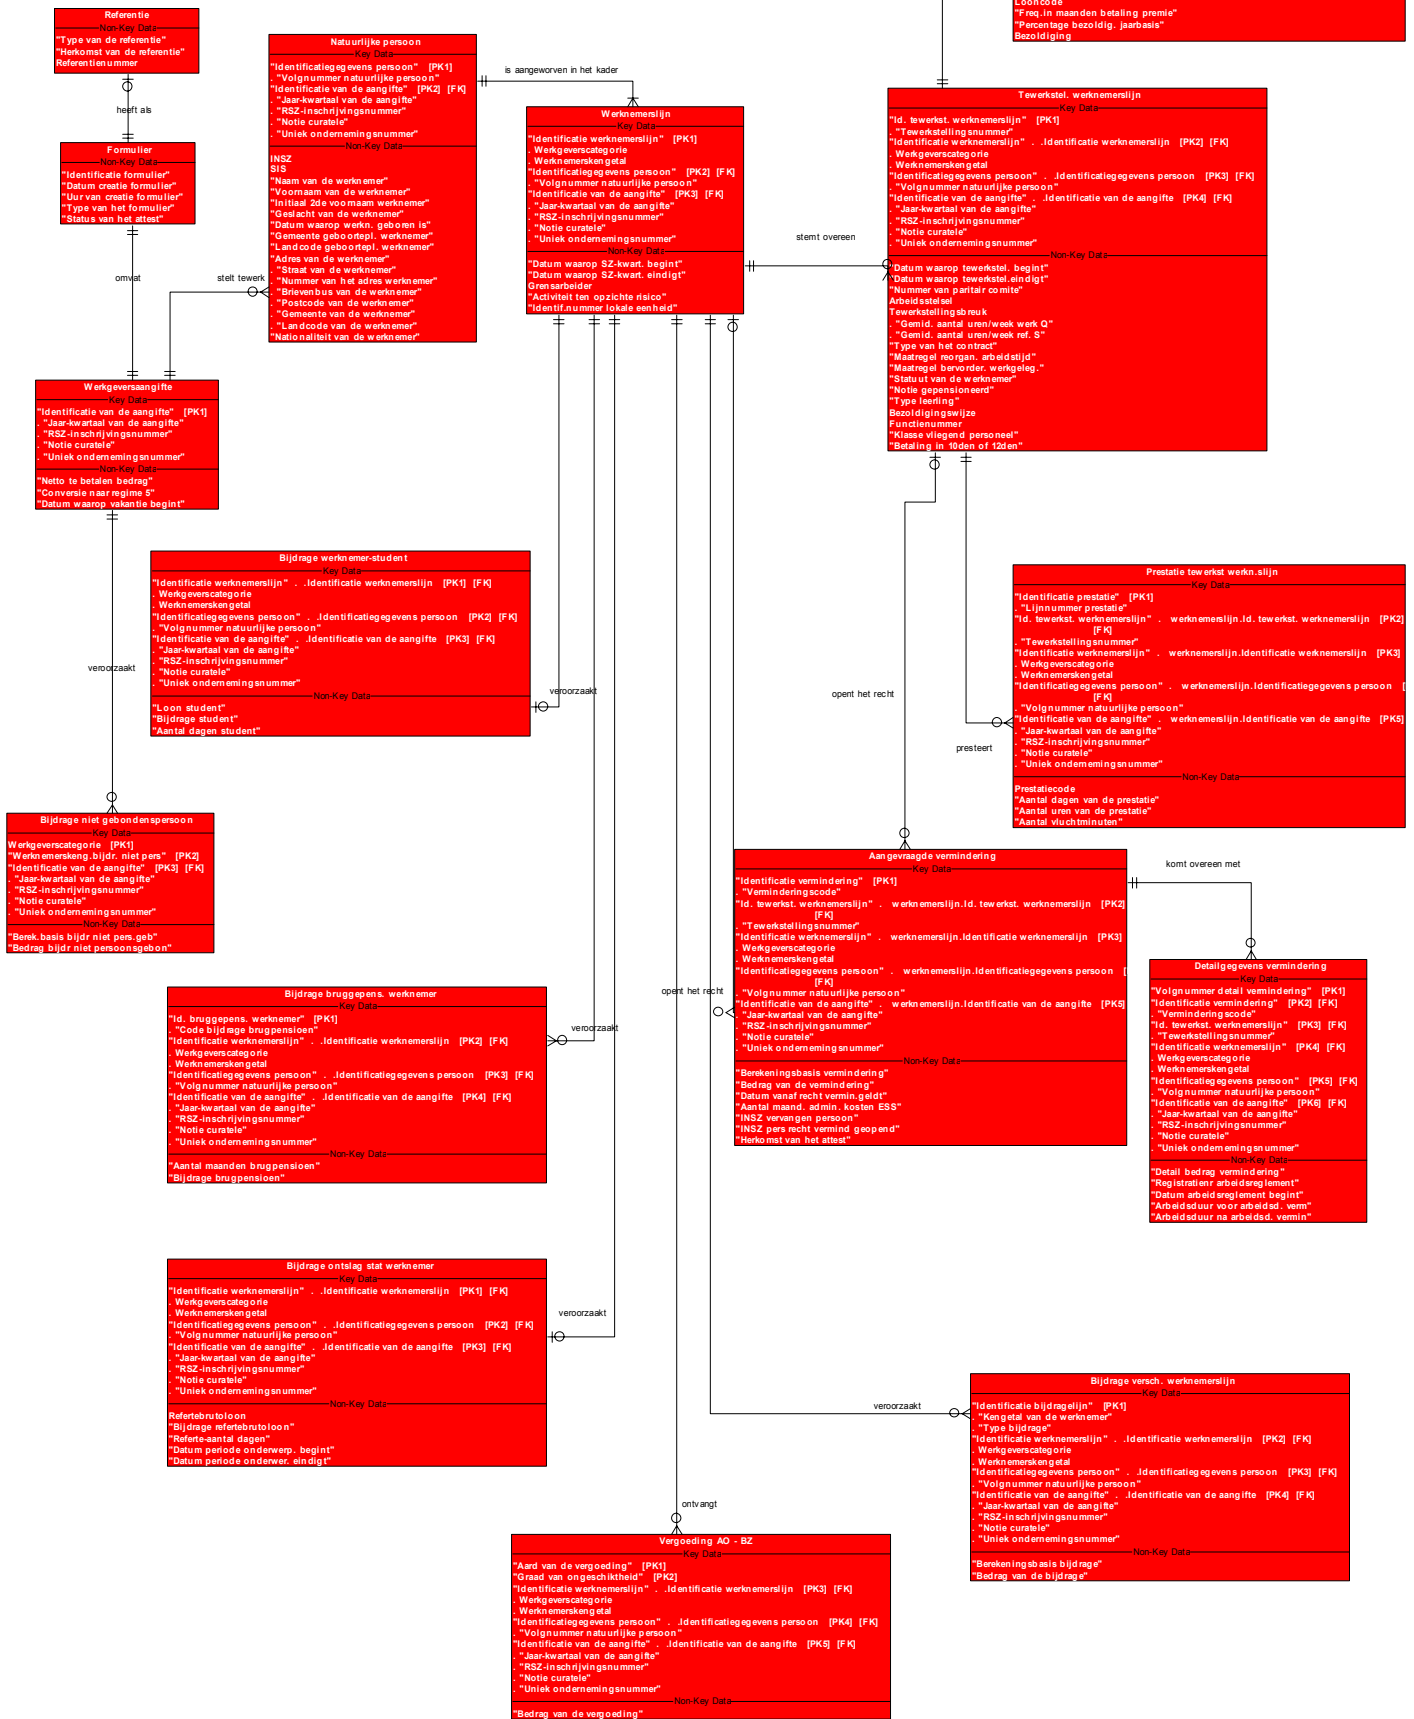 Looncode
"Freq.in maanden betaling premie"
"Percentage bezoldig. jaarbasis"
Bezoldiging
Referentie
Non-Key Data
"Type van de referentie"
"Herkomst van de referentie"
Referentienummer
heeft als
Formulier
Non-Key Data
"Identificatie formulier"
"Datum creatie formulier"
"Uur van creatie formulier"
"Type van het formulier"
"Status van het attest"
omvat
stelt tewerk
Natuurlijke persoon
Key Data
"Identificatiegegevens persoon" [PK1]
. "Volgnummer natuurlijke persoon"
"Identificatie van de aangifte" [PK2] [FK]
. "Jaar-kwartaal van de aangifte"
. "RSZ-inschrijvingsnummer"
. "Notie curatele"
. "Uniek ondernemingsnummer"
Non-Key Data
INSZ
SIS
"Naam van de werknemer"
"Voornaam van de werknemer"
"Initiaal 2de voornaam werknemer"
"Geslacht van de werknemer"
"Datum waarop werkn. geboren is"
"Gemeente geboortepl. werknemer"
"Landcode geboortepl. werknemer"
"Adres van de werknemer"
. "Straat van de werknemer"
. "Nummer van het adres werknemer"
. "Brievenbus van de werknemer"
. "Postcode van de werknemer"
. "Gemeente van de werknemer"
. "Landcode van de werknemer"
"Nationaliteit van de werknemer"
is aangeworven in het kader
Werknemerslijn
Key Data
"Identificatie werknemerslijn" [PK1]
. Werkgeverscategorie
. Werknemerskengetal
"Identificatiegegevens persoon" [PK2] [FK]
. "Volgnummer natuurlijke persoon"
"Identificatie van de aangifte" [PK3] [FK]
. "Jaar-kwartaal van de aangifte"
. "RSZ-inschrijvingsnummer"
. "Notie curatele"
. "Uniek ondernemingsnummer"
Non-Key Data
"Datum waarop SZ-kwart. begint"
"Datum waarop SZ-kwart. eindigt"
Grensarbeider
"Activiteit ten opzichte risico"
"Identif.nummer lokale eenheid"
stemt overeen
Tewerkstel. werknemerslijn
Key Data
"Id. tewerkst. werknemerslijn" [PK1]
. "Tewerkstellingsnummer"
"Identificatie werknemerslijn" . .Identificatie werknemerslijn [PK2] [FK]
. Werkgeverscategorie
. Werknemerskengetal
"Identificatiegegevens persoon" . .Identificatiegegevens persoon [PK3] [FK]
. "Volgnummer natuurlijke persoon"
"Identificatie van de aangifte" . .Identificatie van de aangifte [PK4] [FK]
. "Jaar-kwartaal van de aangifte"
. "RSZ-inschrijvingsnummer"
. "Notie curatele"
. "Uniek ondernemingsnummer"
Non-Key Data
"Datum waarop tewerkstel. begint"
"Datum waarop tewerkstel.eindigt"
"Nummer van paritair comite"
Arbeidsstelsel
Tewerkstellingsbreuk
. "Gemid. aantal uren/week werk Q"
. "Gemid. aantal uren/week ref. S"
"Type van het contract"
"Maatregel reorgan. arbeidstijd"
"Maatregel bevorder. werkgeleg."
"Statuut van de werknemer"
"Notie gepensioneerd"
"Type leerling"
Bezoldigingswijze
Functienummer
"Klasse vliegend personeel"
"Betaling in 10den of 12den"
Werkgeversaangifte
Key Data
"Identificatie van de aangifte" [PK1]
. "Jaar-kwartaal van de aangifte"
. "RSZ-inschrijvingsnummer"
. "Notie curatele"
. "Uniek ondernemingsnummer"
Non-Key Data
"Netto te betalen bedrag"
"Conversie naar regime 5"
"Datum waarop vakantie begint"
veroorzaakt
Bijdrage werknemer-student
Key Data
"Identificatie werknemerslijn" . .Identificatie werknemerslijn [PK1] [FK]
. Werkgeverscategorie
. Werknemerskengetal
"Identificatiegegevens persoon" . .Identificatiegegevens persoon [PK2] [FK]
. "Volgnummer natuurlijke persoon"
"Identificatie van de aangifte" . .Identificatie van de aangifte [PK3] [FK]
. "Jaar-kwartaal van de aangifte"
. "RSZ-inschrijvingsnummer"
. "Notie curatele"
. "Uniek ondernemingsnummer"
Non-Key Data
"Loon student"
"Bijdrage student"
"Aantal dagen student"
veroorzaakt
opent het recht
presteert
Prestatie tewerkst werkn.slijn
Key Data
"Identificatie prestatie" [PK1]
. "Lijnnummer prestatie"
"Id. tewerkst. werknemerslijn" . werknemerslijn.Id. tewerkst. werknemerslijn [PK2]
[FK]
. "Tewerkstellingsnummer"
"Identificatie werknemerslijn" . werknemerslijn.Identificatie werknemerslijn [PK3]
. Werkgeverscategorie
. Werknemerskengetal
"Identificatiegegevens persoon" . werknemerslijn.Identificatiegegevens persoon [
[FK]
. "Volgnummer natuurlijke persoon"
"Identificatie van de aangifte" . werknemerslijn.Identificatie van de aangifte [PK5]
. "Jaar-kwartaal van de aangifte"
. "RSZ-inschrijvingsnummer"
. "Notie curatele"
. "Uniek ondernemingsnummer"
Non-Key Data
Prestatiecode
"Aantal dagen van de prestatie"
"Aantal uren van de prestatie"
"Aantal vluchtminuten"
Bijdrage niet gebondenspersoon
Key Data
Werkgeverscategorie [PK1]
"Werknemerskeng.bijdr. niet pers" [PK2]
"Identificatie van de aangifte" [PK3] [FK]
. "Jaar-kwartaal van de aangifte"
. "RSZ-inschrijvingsnummer"
. "Notie curatele"
. "Uniek ondernemingsnummer"
Non-Key Data
"Berek.basis bijdr niet pers.geb"
"Bedrag bijdr niet persoonsgebon"
Aangevraagde vermindering
Key Data
"Identificatie vermindering" [PK1]
. "Verminderingscode"
"Id. tewerkst. werknemerslijn" . werknemerslijn.Id. tewerkst. werknemerslijn [PK2]
[FK]
. "Tewerkstellingsnummer"
"Identificatie werknemerslijn" . werknemerslijn.Identificatie werknemerslijn [PK3]
. Werkgeverscategorie
. Werknemerskengetal
"Identificatiegegevens persoon" . werknemerslijn.Identificatiegegevens persoon [
[FK]
. "Volgnummer natuurlijke persoon"
"Identificatie van de aangifte" . werknemerslijn.Identificatie van de aangifte [PK5]
. "Jaar-kwartaal van de aangifte"
. "RSZ-inschrijvingsnummer"
. "Notie curatele"
. "Uniek ondernemingsnummer"
Non-Key Data
"Berekeningsbasis vermindering"
"Bedrag van de vermindering"
"Datum vanaf recht vermin.geldt"
"Aantal maand. admin. kosten ESS"
"INSZ vervangen persoon"
"INSZ pers recht vermind geopend"
"Herkomst van het attest"
opent het recht
komt overeen met
Detailgegevens vermindering
Key Data
"Volgnummer detail vermindering" [PK1]
"Identificatie vermindering" [PK2] [FK]
. "Verminderingscode"
"Id. tewerkst. werknemerslijn" [PK3] [FK]
. "Tewerkstellingsnummer"
"Identificatie werknemerslijn" [PK4] [FK]
. Werkgeverscategorie
. Werknemerskengetal
"Identificatiegegevens persoon" [PK5] [FK]
. "Volgnummer natuurlijke persoon"
"Identificatie van de aangifte" [PK6] [FK]
. "Jaar-kwartaal van de aangifte"
. "RSZ-inschrijvingsnummer"
. "Notie curatele"
. "Uniek ondernemingsnummer"
Non-Key Data
"Detail bedrag vermindering"
"Registratienr arbeidsreglement"
"Datum arbeidsreglement begint"
"Arbeidsduur voor arbeidsd. verm"
"Arbeidsduur na arbeidsd. vermin"
Bijdrage bruggepens. werknemer
Key Data
"Id. bruggepens. werknemer" [PK1]
. "Code bijdrage brugpensioen"
"Identificatie werknemerslijn" . .Identificatie werknemerslijn [PK2] [FK]
. Werkgeverscategorie
. Werknemerskengetal
"Identificatiegegevens persoon" . .Identificatiegegevens persoon [PK3] [FK]
. "Volgnummer natuurlijke persoon"
"Identificatie van de aangifte" . .Identificatie van de aangifte [PK4] [FK]
. "Jaar-kwartaal van de aangifte"
. "RSZ-inschrijvingsnummer"
. "Notie curatele"
. "Uniek ondernemingsnummer"
Non-Key Data
"Aantal maanden brugpensioen"
"Bijdrage brugpensioen"
veroorzaakt
Bijdrage ontslag stat werknemer
Key Data
"Identificatie werknemerslijn" . .Identificatie werknemerslijn [PK1] [FK]
. Werkgeverscategorie
. Werknemerskengetal
"Identificatiegegevens persoon" . .Identificatiegegevens persoon [PK2] [FK]
. "Volgnummer natuurlijke persoon"
"Identificatie van de aangifte" . .Identificatie van de aangifte [PK3] [FK]
. "Jaar-kwartaal van de aangifte"
. "RSZ-inschrijvingsnummer"
. "Notie curatele"
. "Uniek ondernemingsnummer"
Non-Key Data
Refertebrutoloon
"Bijdrage refertebrutoloon"
"Referte-aantal dagen"
"Datum periode onderwerp. begint"
"Datum periode onderwer. eindigt"
veroorzaakt
veroorzaakt
Bijdrage versch. werknemerslijn
Key Data
"Identificatie bijdragelijn" [PK1]
. "Kengetal van de werknemer"
. "Type bijdrage"
"Identificatie werknemerslijn" . .Identificatie werknemerslijn [PK2] [FK]
. Werkgeverscategorie
. Werknemerskengetal
"Identificatiegegevens persoon" . .Identificatiegegevens persoon [PK3] [FK]
. "Volgnummer natuurlijke persoon"
"Identificatie van de aangifte" . .Identificatie van de aangifte [PK4] [FK]
. "Jaar-kwartaal van de aangifte"
. "RSZ-inschrijvingsnummer"
. "Notie curatele"
. "Uniek ondernemingsnummer"
Non-Key Data
"Berekeningsbasis bijdrage"
"Bedrag van de bijdrage"
ontvangt
Vergoeding AO - BZ
Key Data
"Aard van de vergoeding" [PK1]
"Graad van ongeschiktheid" [PK2]
"Identificatie werknemerslijn" . .Identificatie werknemerslijn [PK3] [FK]
. Werkgeverscategorie
. Werknemerskengetal
"Identificatiegegevens persoon" . .Identificatiegegevens persoon [PK4] [FK]
. "Volgnummer natuurlijke persoon"
"Identificatie van de aangifte" . .Identificatie van de aangifte [PK5] [FK]
. "Jaar-kwartaal van de aangifte"
. "RSZ-inschrijvingsnummer"
. "Notie curatele"
. "Uniek ondernemingsnummer"
Non-Key Data
"Bedrag van de vergoeding"